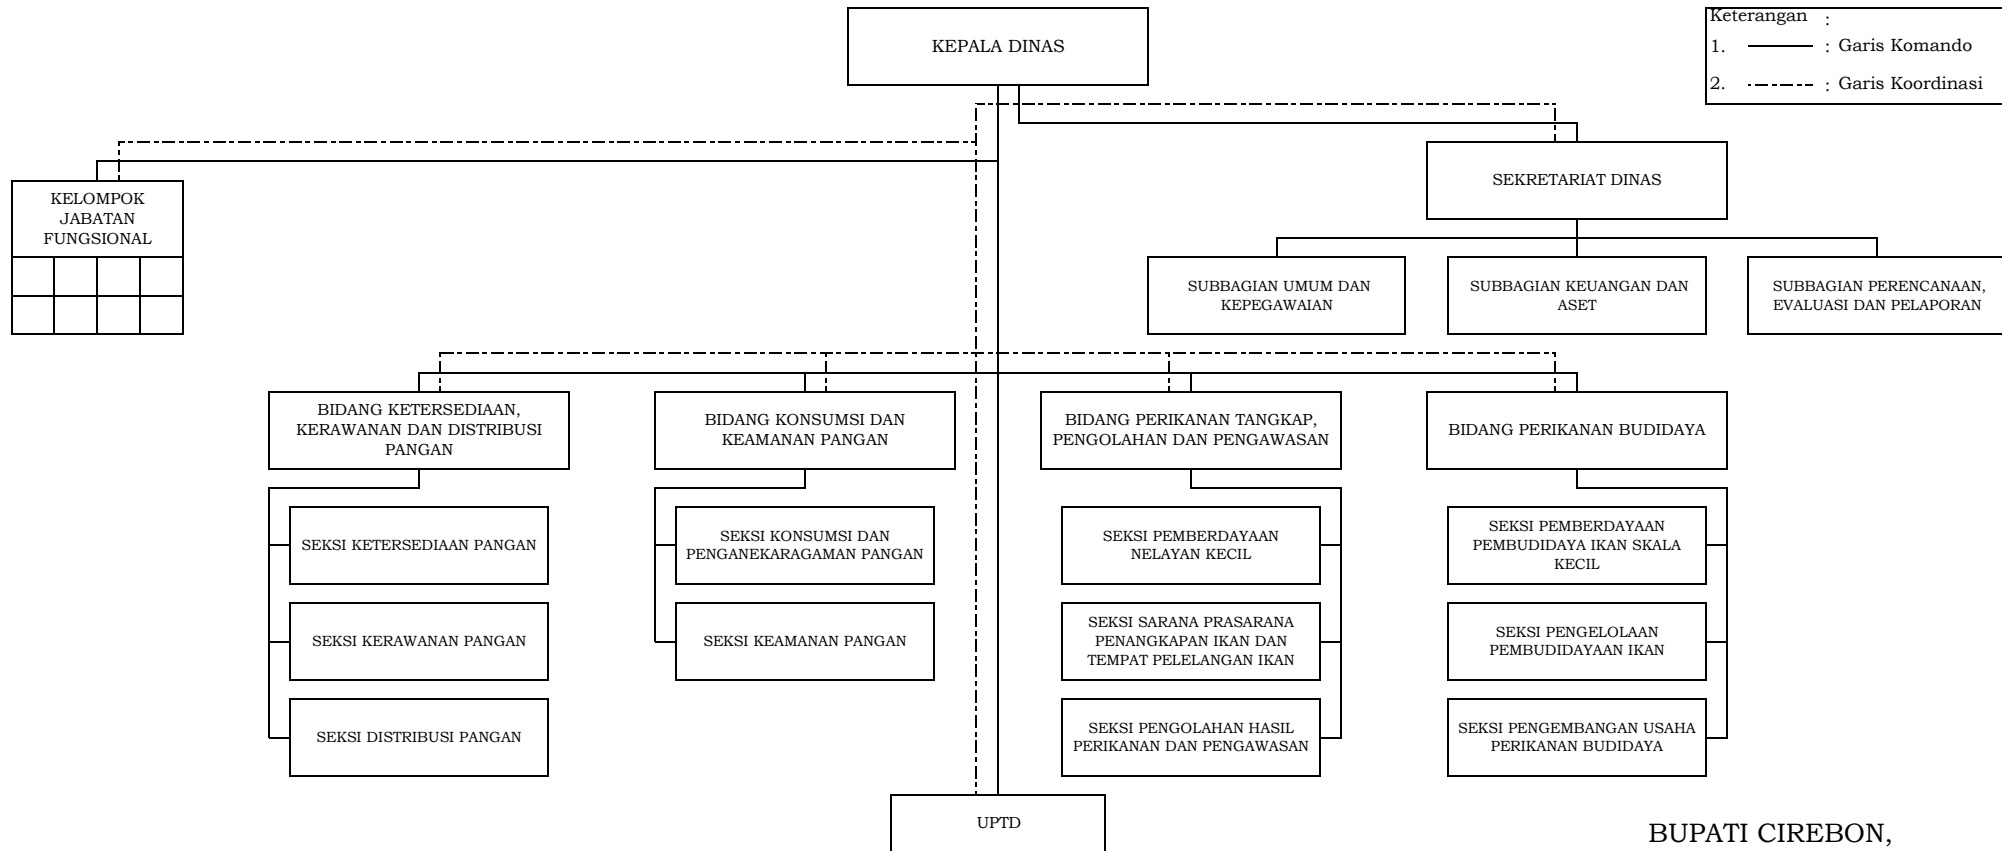 KEPALA DINAS
Keterangan :
1. : Garis Komando
2. : Garis Koordinasi
KELOMPOK
JABATAN
FUNGSIONAL
SEKRETARIAT DINAS
SUBBAGIAN UMUM DAN
KEPEGAWAIAN
SUBBAGIAN KEUANGAN DAN
ASET
SUBBAGIAN PERENCANAAN,
EVALUASI DAN PELAPORAN
BIDANG KETERSEDIAAN,
KERAWANAN DAN DISTRIBUSI
PANGAN
BIDANG KONSUMSI DAN
KEAMANAN PANGAN
BIDANG PERIKANAN TANGKAP,
PENGOLAHAN DAN PENGAWASAN
BIDANG PERIKANAN BUDIDAYA
SEKSI KETERSEDIAAN PANGAN
SEKSI KERAWANAN PANGAN
SEKSI DISTRIBUSI PANGAN
SEKSI KONSUMSI DAN
PENGANEKARAGAMAN PANGAN
SEKSI KEAMANAN PANGAN
SEKSI PEMBERDAYAAN
NELAYAN KECIL
SEKSI SARANA PRASARANA
PENANGKAPAN IKAN DAN
TEMPAT PELELANGAN IKAN
SEKSI PENGOLAHAN HASIL
PERIKANAN DAN PENGAWASAN
SEKSI PEMBERDAYAAN
PEMBUDIDAYA IKAN SKALA
KECIL
SEKSI PENGELOLAAN
PEMBUDIDAYAAN IKAN
SEKSI PENGEMBANGAN USAHA
PERIKANAN BUDIDAYA
UPTD
BUPATI CIREBON,